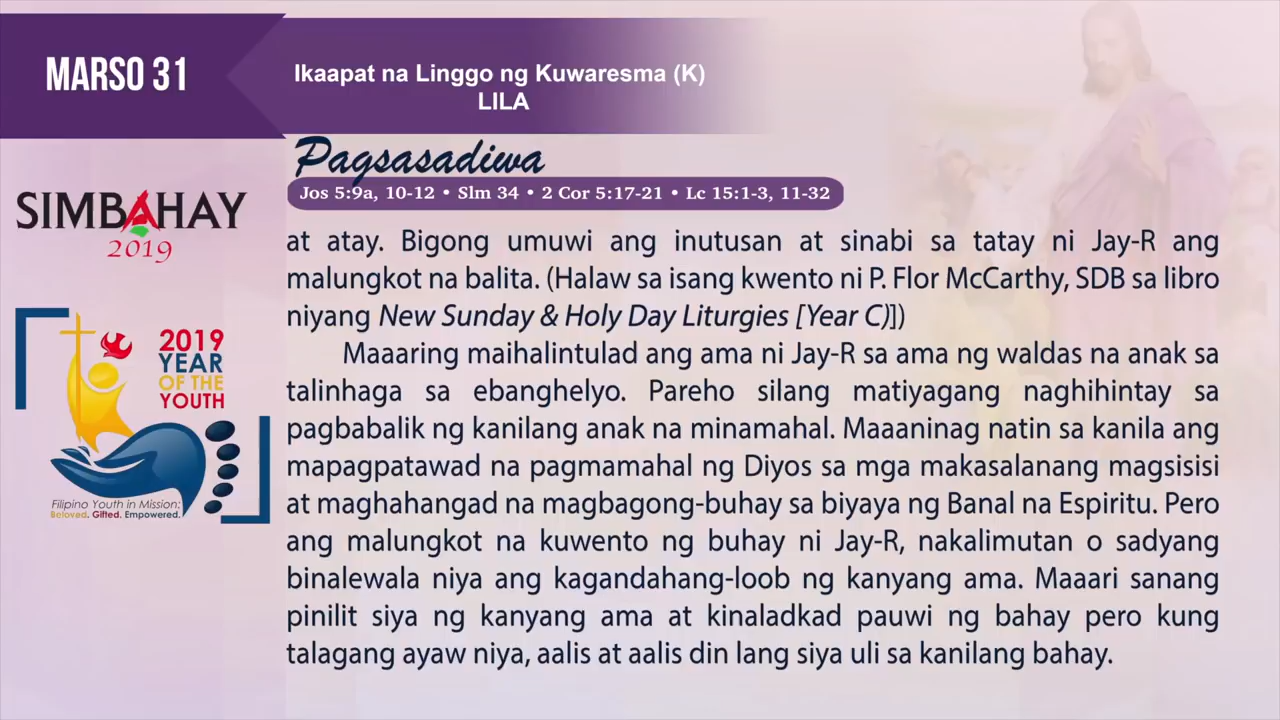 MARSO 31
Ikaapat na Linggo ng Kuwaresma (K)
LILA
Pagsasadiwa
Jos 5:9a, 10-12 • Slm 34 • 2 Cor 5:17-21 • Lc 15:1-3, 11-32
SIMBAHAY
2019
2019
YEAR
OF THE
YOUTH
Filipino Youth in Mission:
Beloved. Gifted. Empowered.
at atay. Bigong umuwi ang inutusan at sinabi sa tatay ni Jay-R ang
malungkot na balita. (Halaw sa isang kwento ni P. Flor McCarthy, SDB sa libro
niyang New Sunday & Holy Day Liturgies [Year C)])
Maaaring maihalintulad ang ama ni Jay-R sa ama ng waldas na anak sa
talinhaga sa ebanghelyo. Pareho silang matiyagang naghihintay sa
pagbabalik ng kanilang anak na minamahal. Maaaninag natin sa kanila ang
mapagpatawad na pagmamahal ng Diyos sa mga makasalanang magsisisi
at maghahangad na magbagong-buhay sa biyaya ng Banal na Espiritu. Pero
ang malungkot na kuwento ng buhay ni Jay-R, nakalimutan o sadyang
binalewala niya ang kagandahang-loob ng kanyang ama. Maaari sanang
pinilit siya ng kanyang ama at kinaladkad pauwi ng bahay pero kung
talagang ayaw niya, aalis at aalis din lang siya uli sa kanilang bahay.